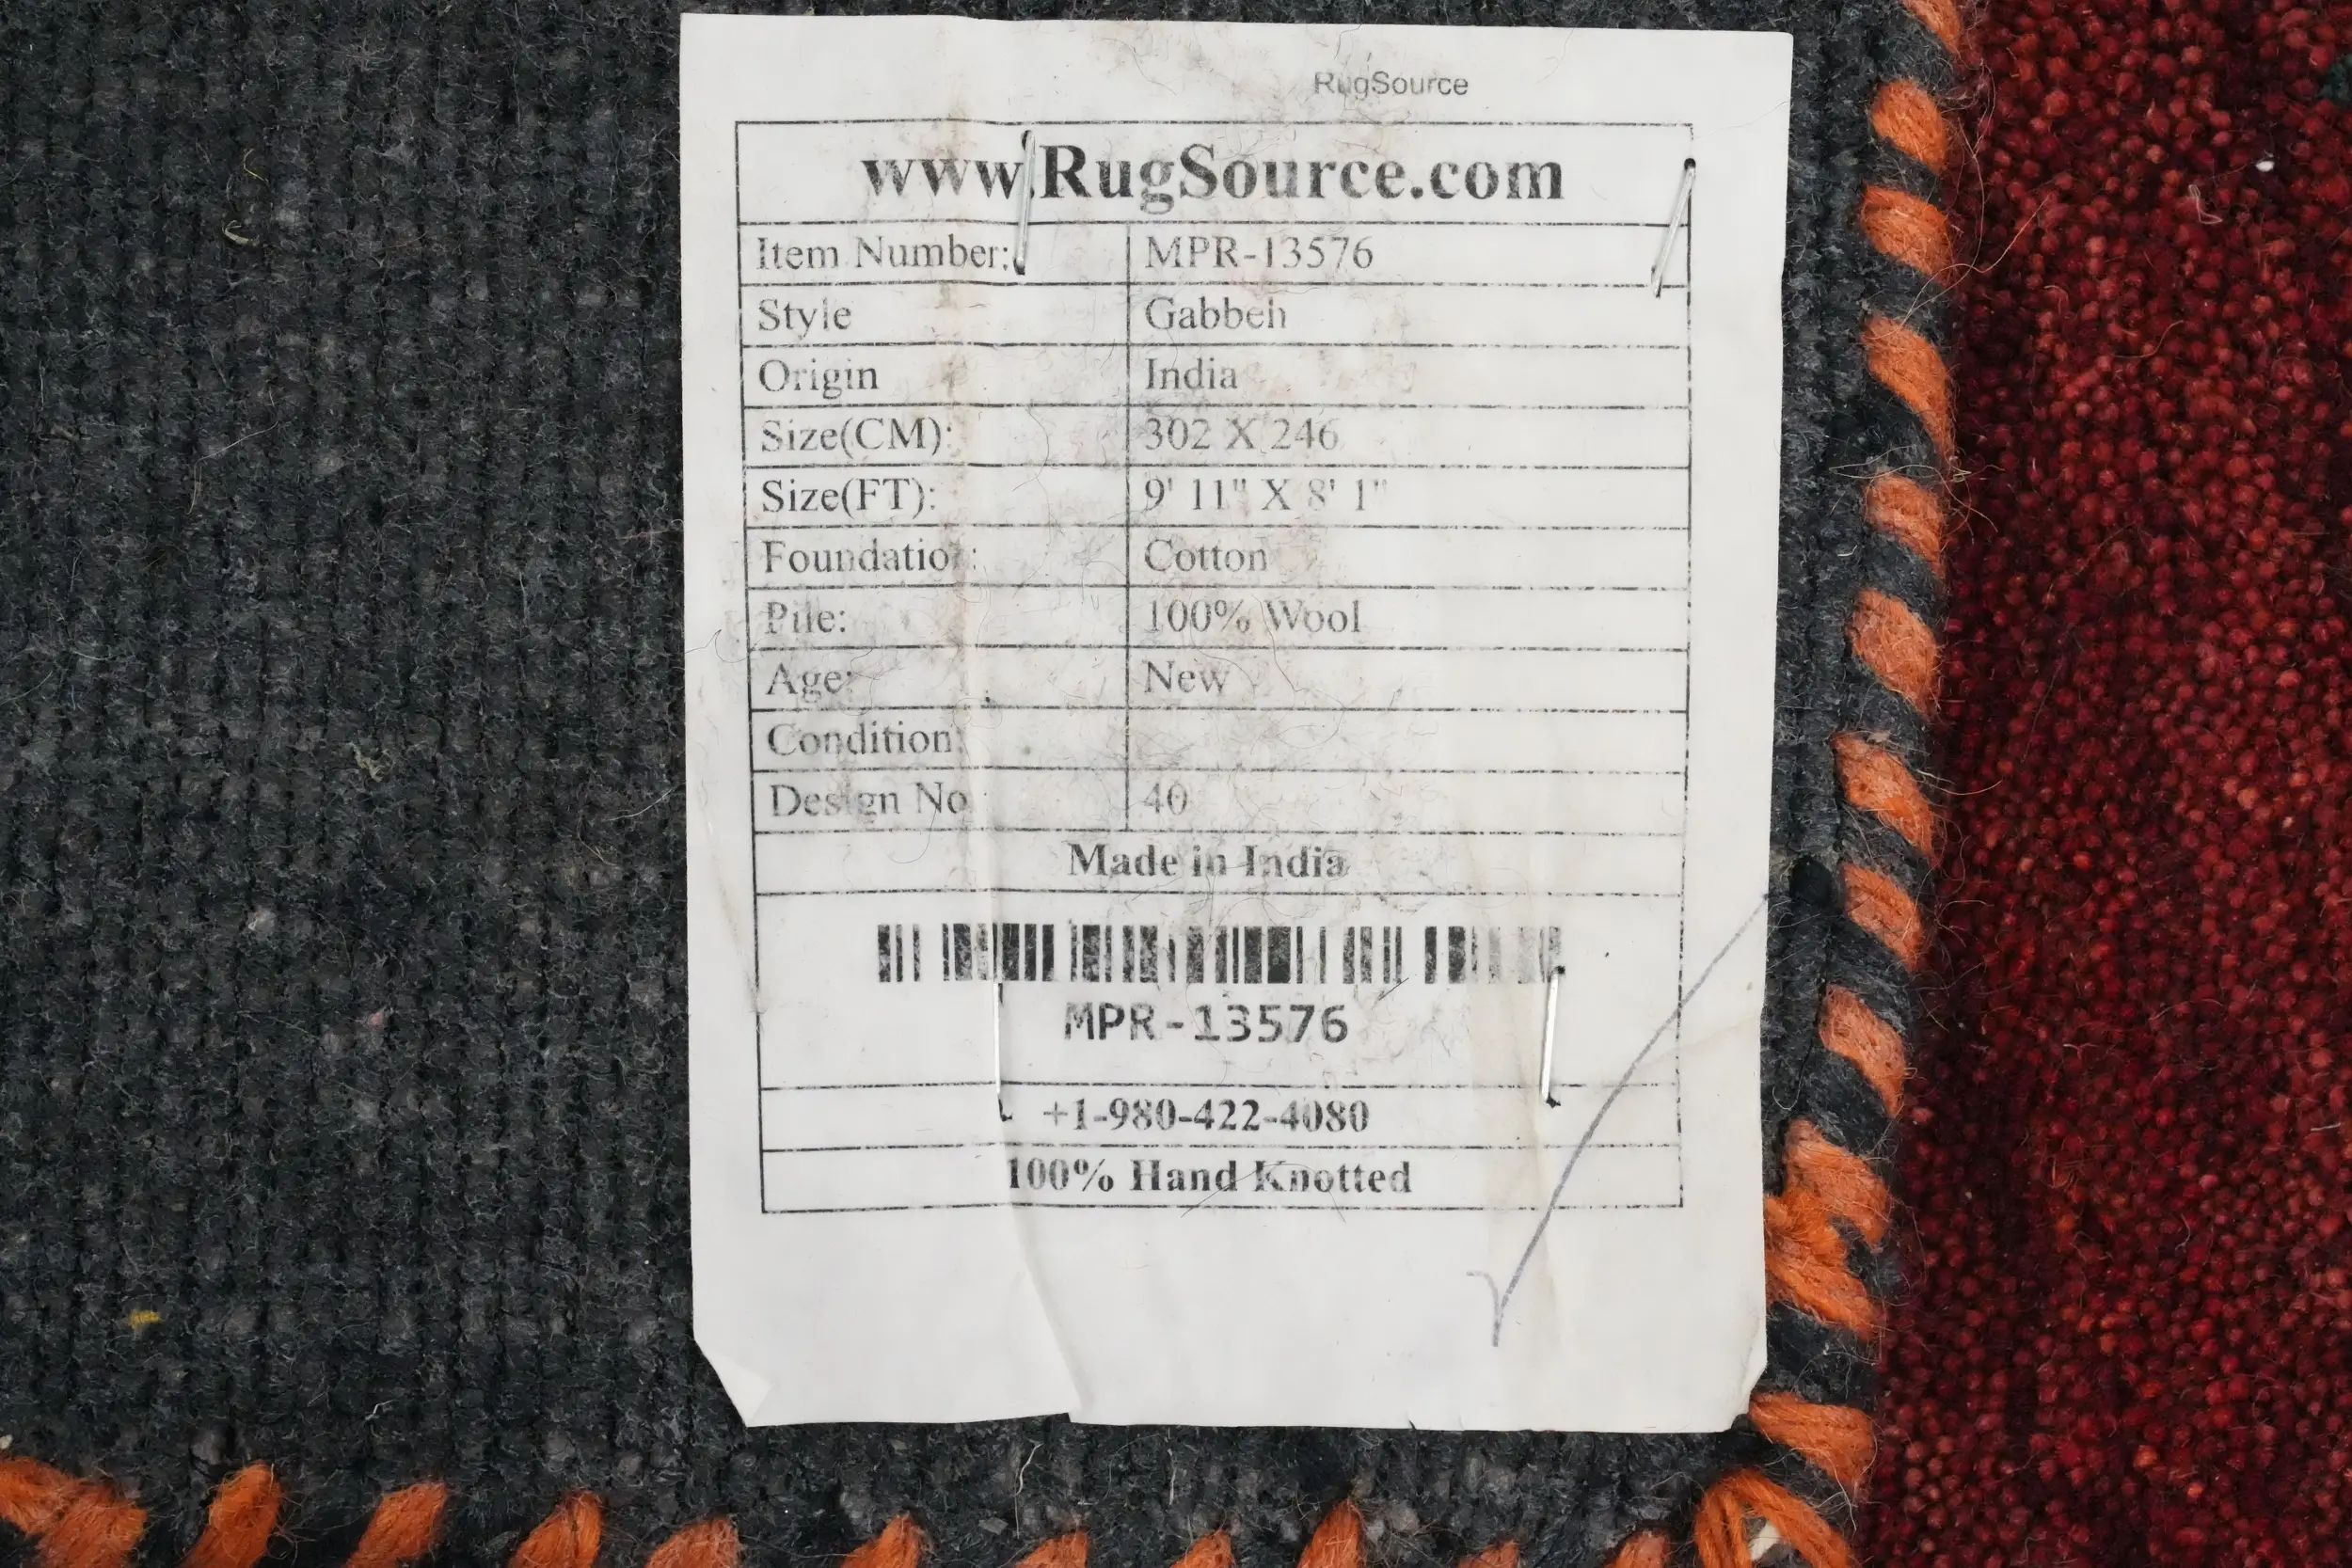 RugSource
www.RugSource.com
Item Number: MPR-13576
Style Gabbeh
Origin India
Size(CM): 302 X 246
Size(FT): 9' 11" X 8' 1"
Foundation: Cotton
Pile: 100% Wool
Age: New
Condition:
Design No 40
Made in India
MPR-13576
+1-980-422-4080
100% Hand Knotted